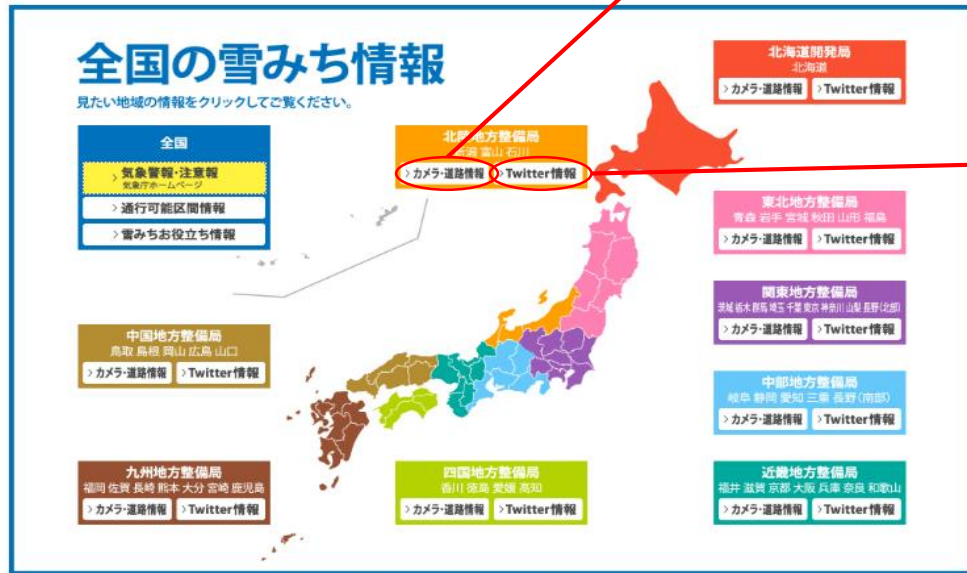 全国の雪みち情報
見たい地域の情報をクリックしてご覧ください。
全国
> 気象警報・注意報
気象庁ホームページ
> 通行可能区間情報
> 雪みちお役立ち情報
北陸地方整備局
新潟 富山 石川
> カメラ・道路情報 > Twitter情報
北海道開発局
北海道
> カメラ・道路情報 > Twitter情報
東北地方整備局
青森 岩手 宮城 秋田 山形 福島
> カメラ・道路情報 > Twitter情報
関東地方整備局
茨城 栃木 群馬 埼玉 千葉 東京 神奈川 山梨 長野(北部)
> カメラ・道路情報 > Twitter情報
中国地方整備局
鳥取 島根 岡山 広島 山口
> カメラ・道路情報 > Twitter情報
中部地方整備局
岐阜 静岡 愛知 三重 長野(南部)
> カメラ・道路情報 > Twitter情報
九州地方整備局
福岡 佐賀 長崎 熊本 大分 宮崎 鹿児島
> カメラ・道路情報 > Twitter情報
四国地方整備局
香川 徳島 愛媛 高知
> カメラ・道路情報 > Twitter情報
近畿地方整備局
福井 滋賀 京都 大阪 兵庫 奈良 和歌山
> カメラ・道路情報 > Twitter情報